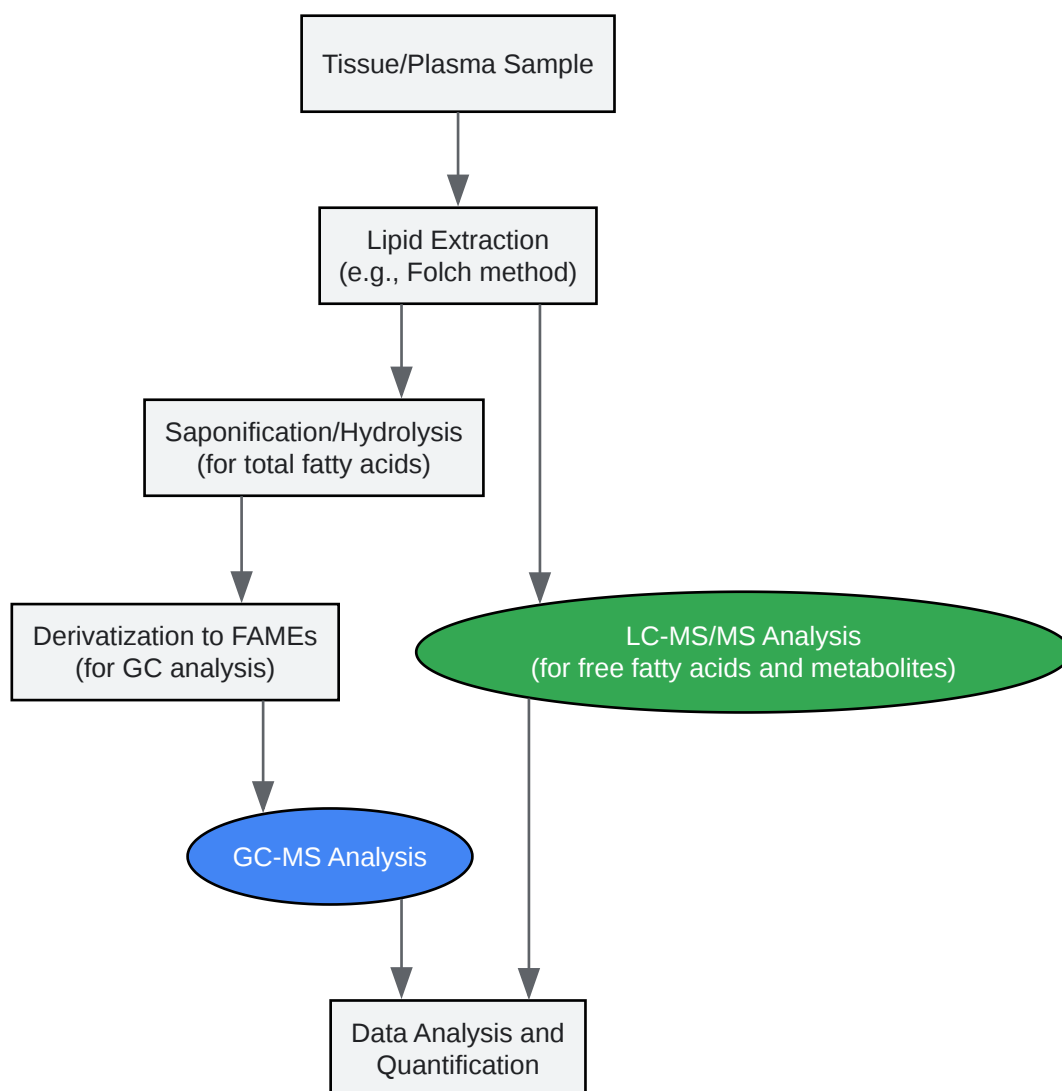 Tissue/Plasma Sample
Lipid Extraction
(e.g., Folch method)
Saponification/Hydrolysis
(for total fatty acids)
Derivatization to FAMEs
(for GC analysis)
LC-MS/MS Analysis
(for free fatty acids and metabolites)
GC-MS Analysis
Data Analysis and
Quantification